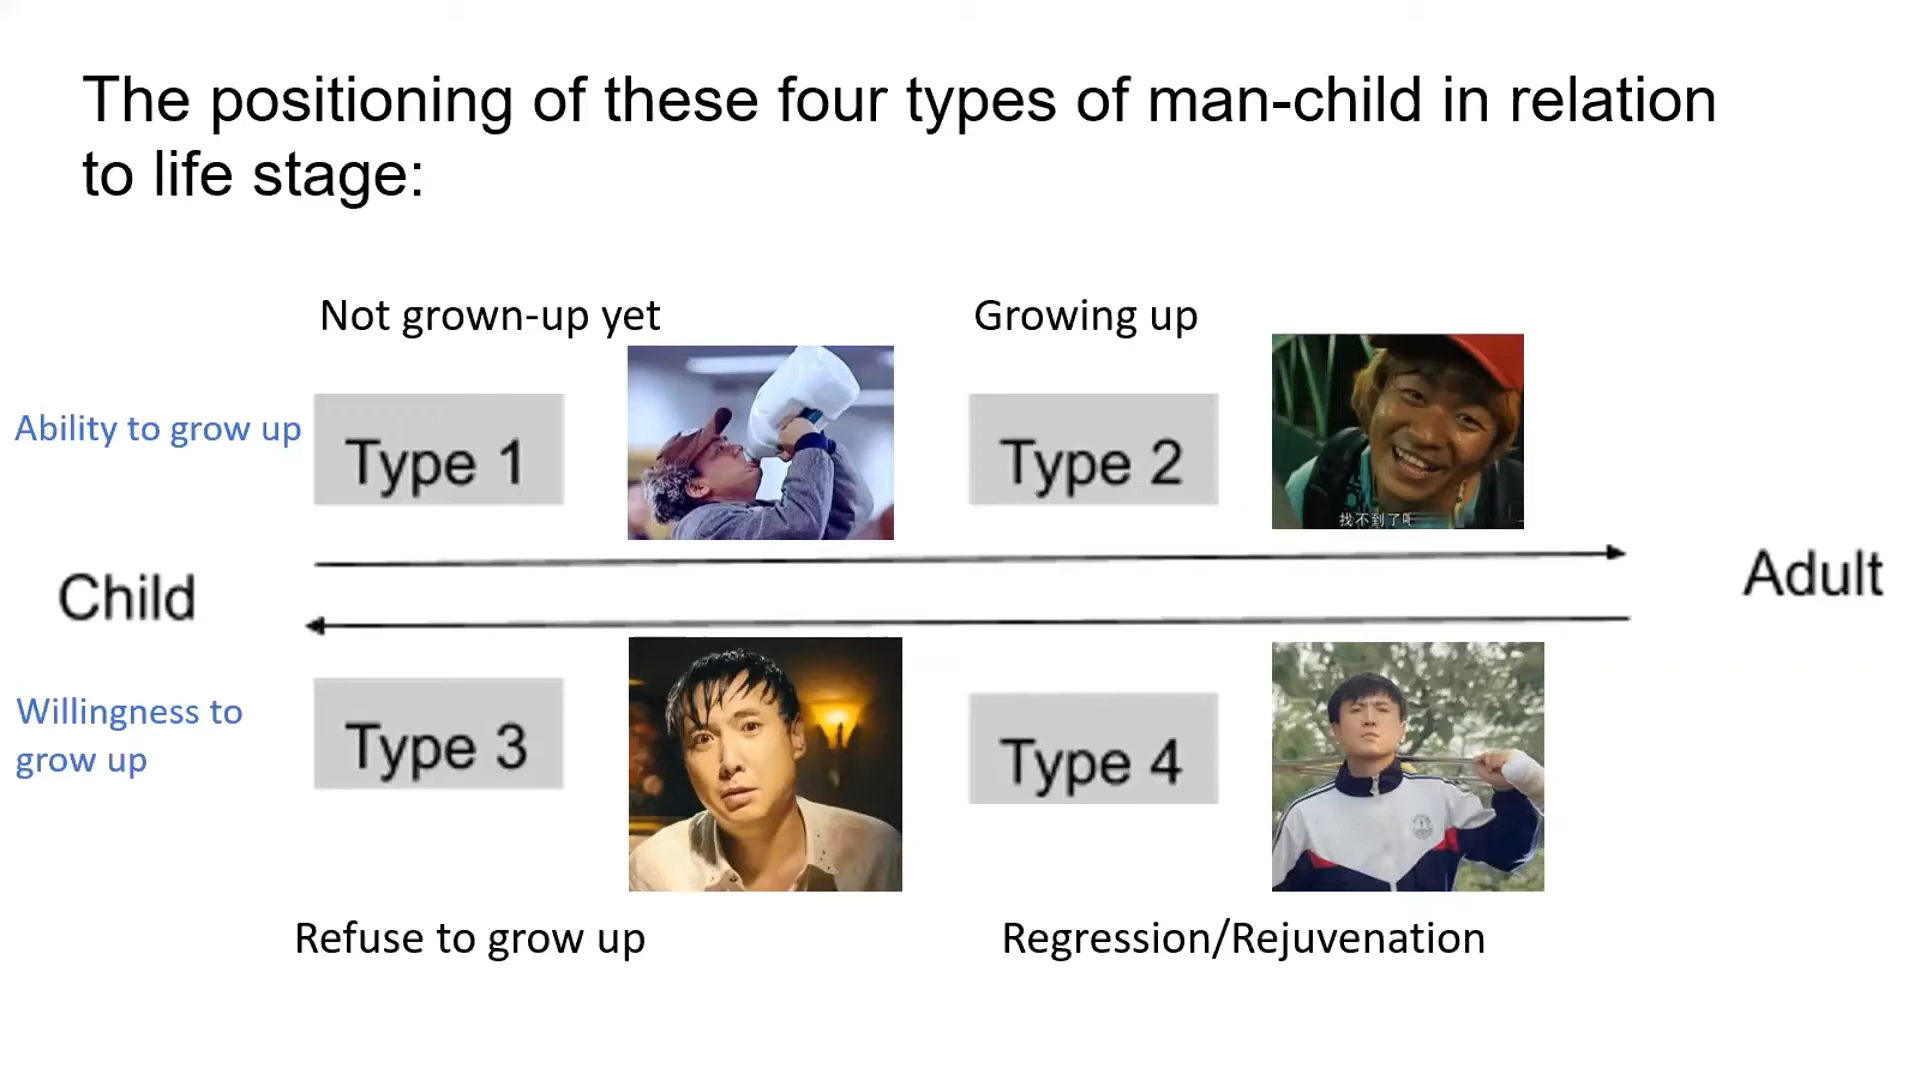 The positioning of these four types of man-child in relation
to life stage:
Not grown-up yet
Growing up
Ability to grow up
Type 1
Type 2
找不到了吧
Child
Adult
Willingness to
grow up
Type 3
Type 4
Refuse to grow up
Regression/Rejuvenation